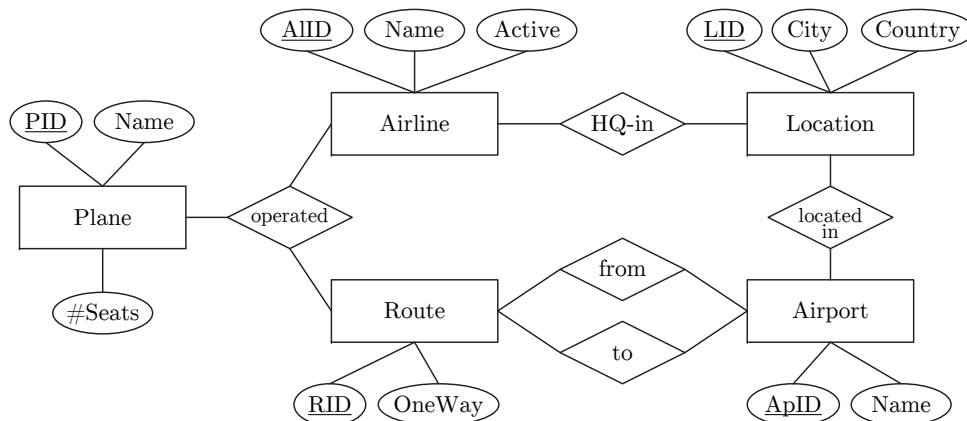 AlID Name Active LID City Country
PID Name Airline HQ-in Location
Plane operated located
in
from
#Seats Route Airport
to
RID OneWay ApID Name